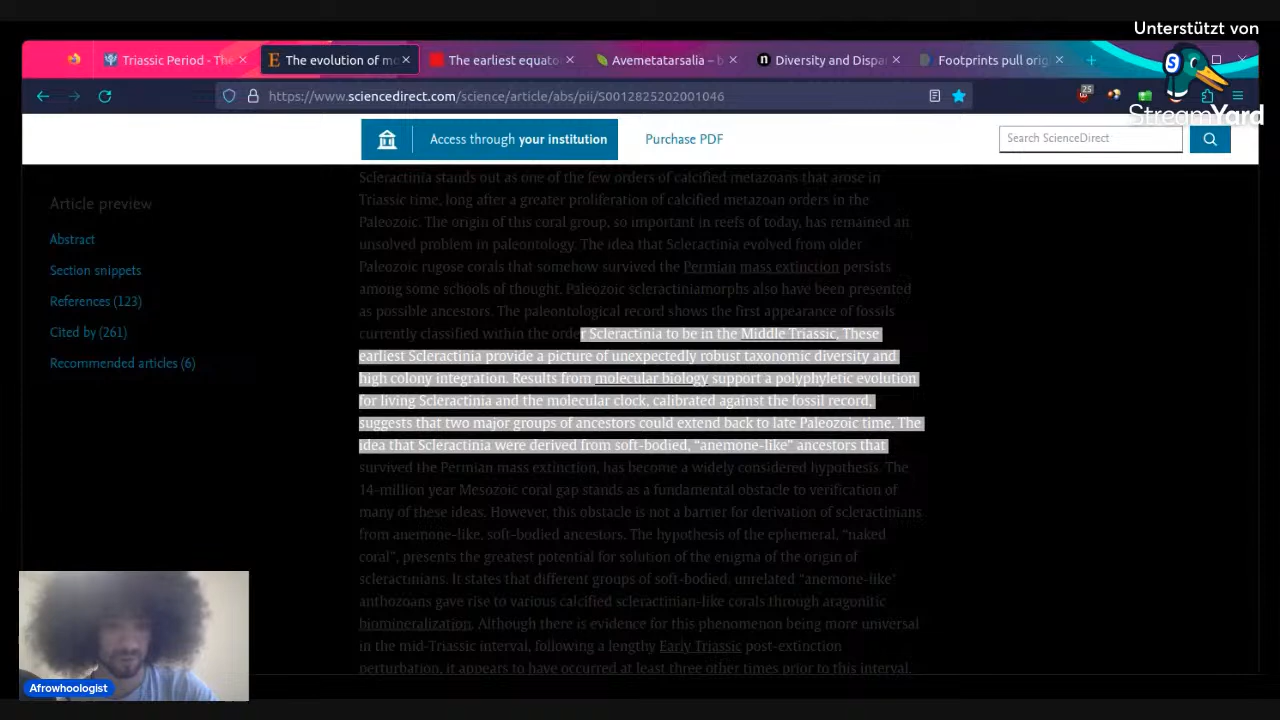 Unterstützt von
StreamYard
Triassic Period - The
The evolution of mo
The earliest equato
Avemetatarsalia – b
Diversity and Dispa
Footprints pull orig
https://www.sciencedirect.com/science/article/abs/pii/S0012825202001046
25
Access through your institution
Purchase PDF
Search ScienceDirect
Article preview
Abstract
Section snippets
References (123)
Cited by (261)
Recommended articles (6)
Scleractinia stands out as one of the few orders of calcified metazoans that arose in
Triassic time, long after a greater proliferation of calcified metazoan orders in the
Paleozoic. The origin of this coral group, so important in reefs of today, has remained an
unsolved problem in paleontology. The idea that Scleractinia evolved from older
Paleozoic rugose corals that somehow survived the Permian mass extinction persists
among some schools of thought. Paleozoic scleractiniamorphs also have been presented
as possible ancestors. The paleontological record shows the first appearance of fossils
currently classified within the order Scleractinia to be in the Middle Triassic, These
earliest Scleractinia provide a picture of unexpectedly robust taxonomic diversity and
high colony integration. Results from molecular biology support a polyphyletic evolution
for living Scleractinia and the molecular clock, calibrated against the fossil record,
suggests that two major groups of ancestors could extend back to late Paleozoic time. The
idea that Scleractinia were derived from soft-bodied, “anemone-like” ancestors that
survived the Permian mass extinction, has become a widely considered hypothesis. The
14-million year Mesozoic coral gap stands as a fundamental obstacle to verification of
many of these ideas. However, this obstacle is not a barrier for derivation of scleractinians
from anemone-like, soft-bodied ancestors. The hypothesis of the ephemeral, “naked
coral”, presents the greatest potential for solution of the enigma of the origin of
scleractinians. It states that different groups of soft-bodied, unrelated “anemone-like”
anthozoans gave rise to various calcified scleractinian-like corals through aragonitic
biomineralization. Although there is evidence for this phenomenon being more universal
in the mid-Triassic interval, following a lengthy Early Triassic post-extinction
perturbation, it appears to have occurred at least three other times prior to this interval.
Afrowhoologist